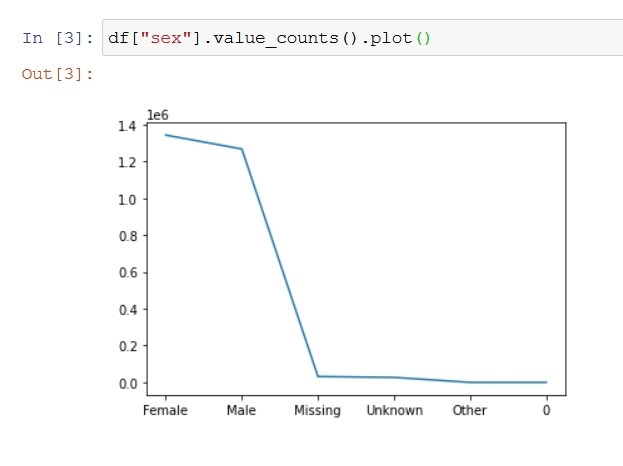 In [3]: df["sex"].value_counts().plot()
Out[3]:
1e6
1.4
1.2
1.0
0.8
0.6
0.4
0.2
0.0
Female Male Missing Unknown Other 0